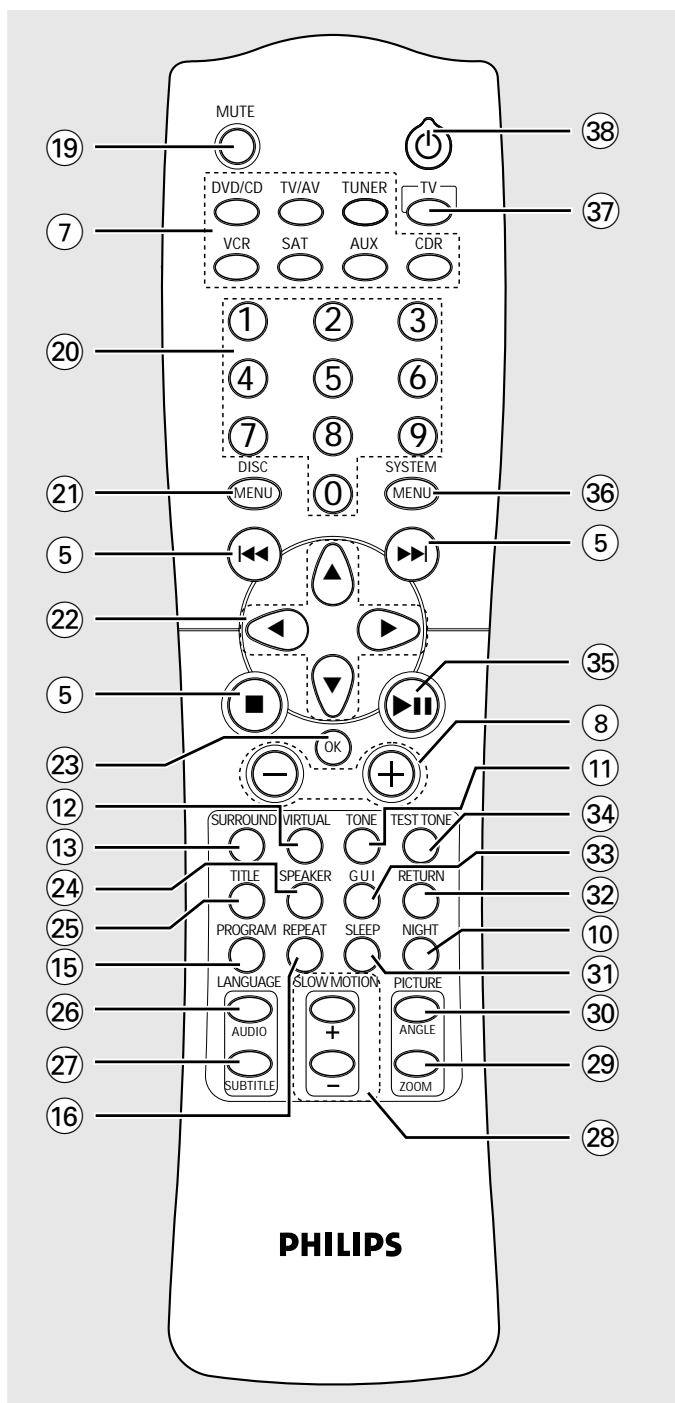 MUTE
19 38
DVD/CD TV/AV TUNER TV
7 37
VCR SAT AUX CDR
1 2 3
20
4 5 6
7 8 9
DISC SYSTEM
21 MENU 0 MENU 36
5 5
22
5 35
OK 8
23 11
12
SURROUND VIRTUAL TONE TEST TONE
13 34
24 33
TITLE SPEAKER GUI RETURN
25 32
PROGRAM REPEAT SLEEP NIGHT
15 10
31
LANGUAGE SLOW MOTION PICTURE
26 30
AUDIO + ANGLE
27 29
SUBTITLE − ZOOM
16 28
PHILIPS